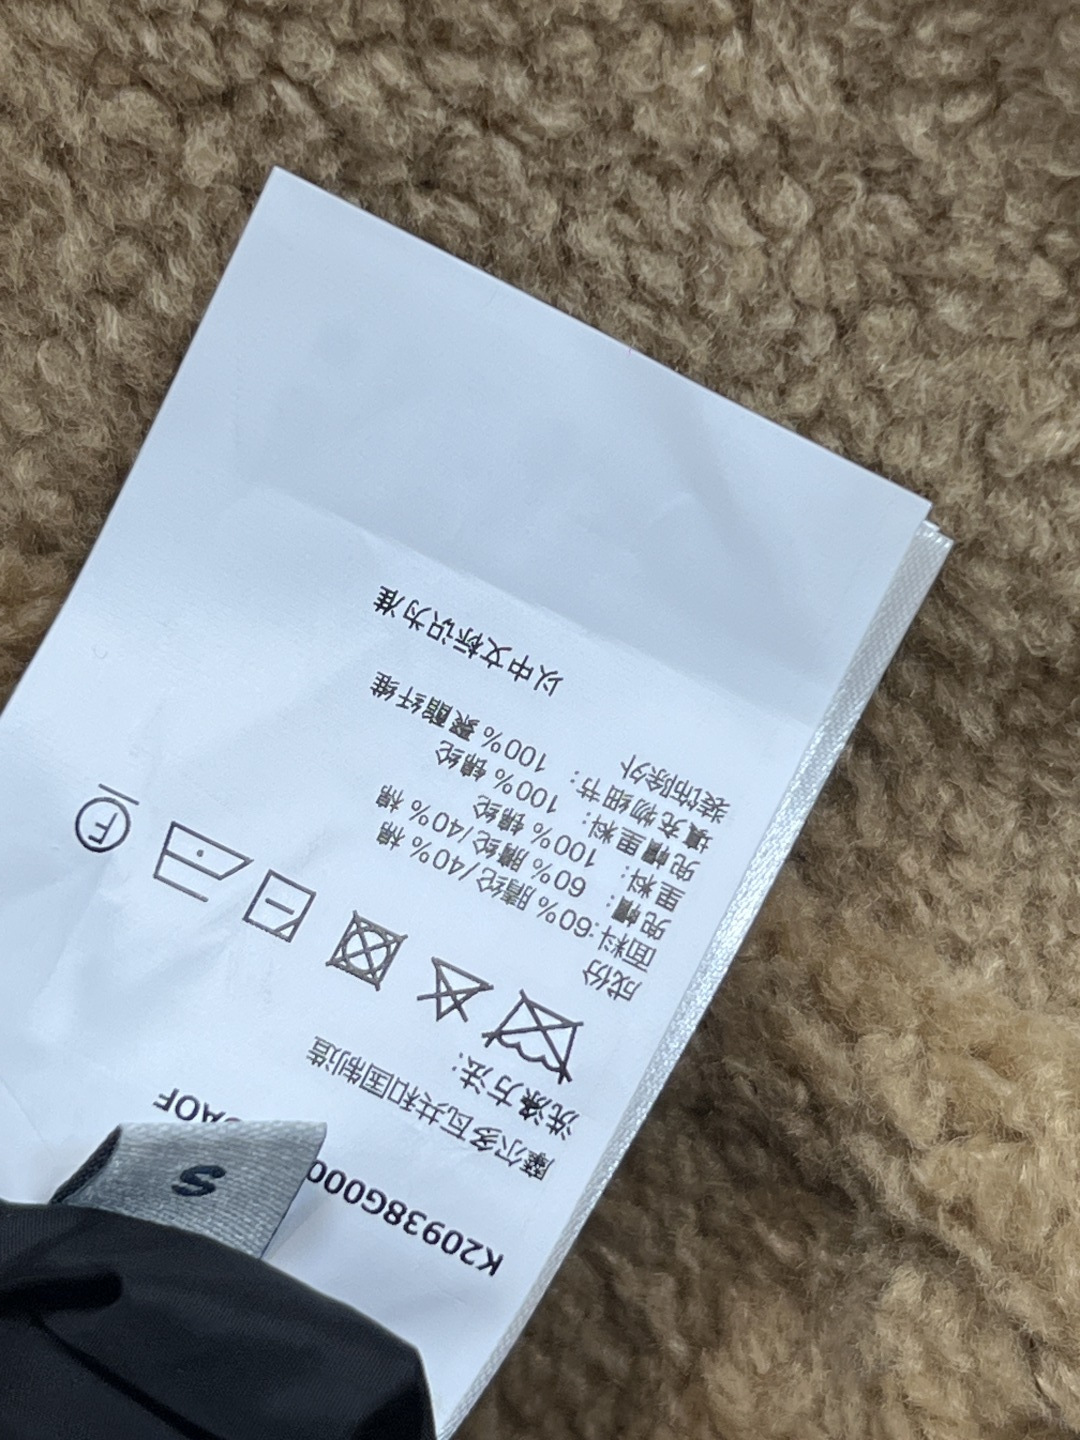 K20938G000
AOF
S
摩尔多瓦共和国制造
洗涤方法:
F
成份
面料:60%腈纶/40%棉
兜帽: 60%腈纶/40%棉
里料: 100%锦纶
兜帽里料: 100%锦纶
填充物细节: 100%聚酯纤维
装饰除外
以中文标识为准